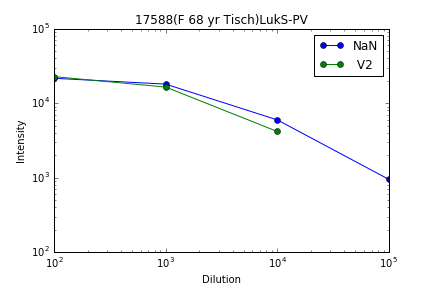 17588(F 68 yr Tisch)LukS-PV
10^5
10^4
10^3
10^2
Intensity
NaN
V2
10^2 10^3 10^4 10^5
Dilution